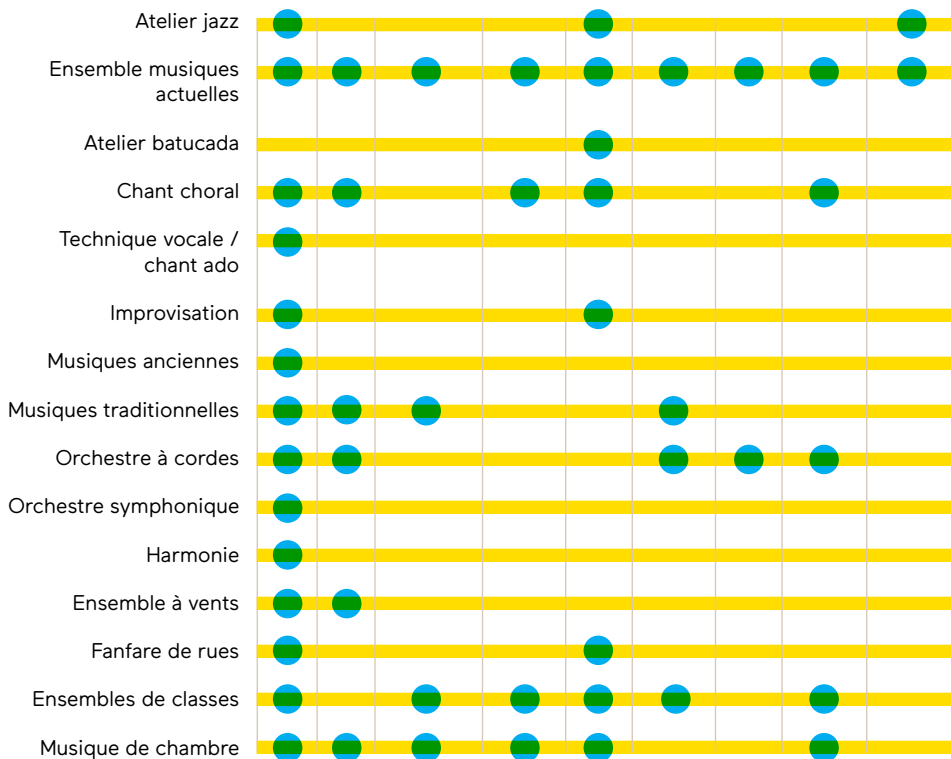 Atelier jazz
Ensemble musiques
actuelles
Atelier batucada
Chant choral
Technique vocale /
chant ado
Improvisation
Musiques anciennes
Musiques traditionnelles
Orchestre à cordes
Orchestre symphonique
Harmonie
Ensemble à vents
Fanfare de rues
Ensembles de classes
Musique de chambre